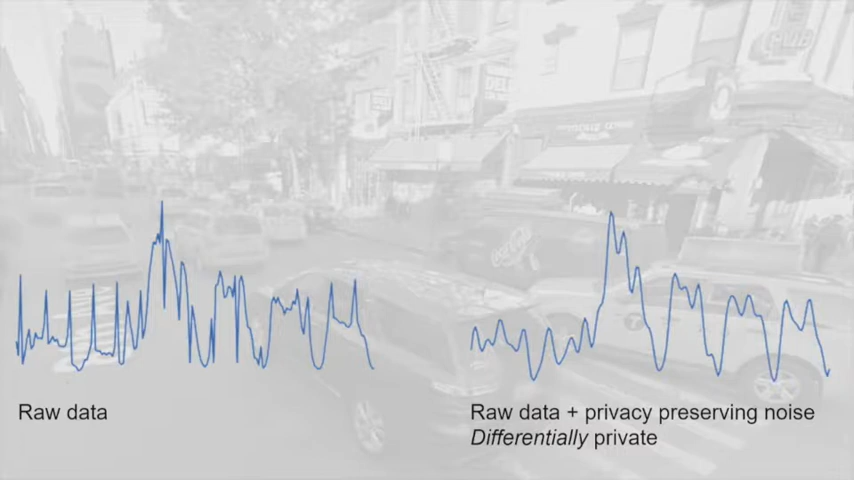 Raw data
Raw data + privacy preserving noise
Differentially private